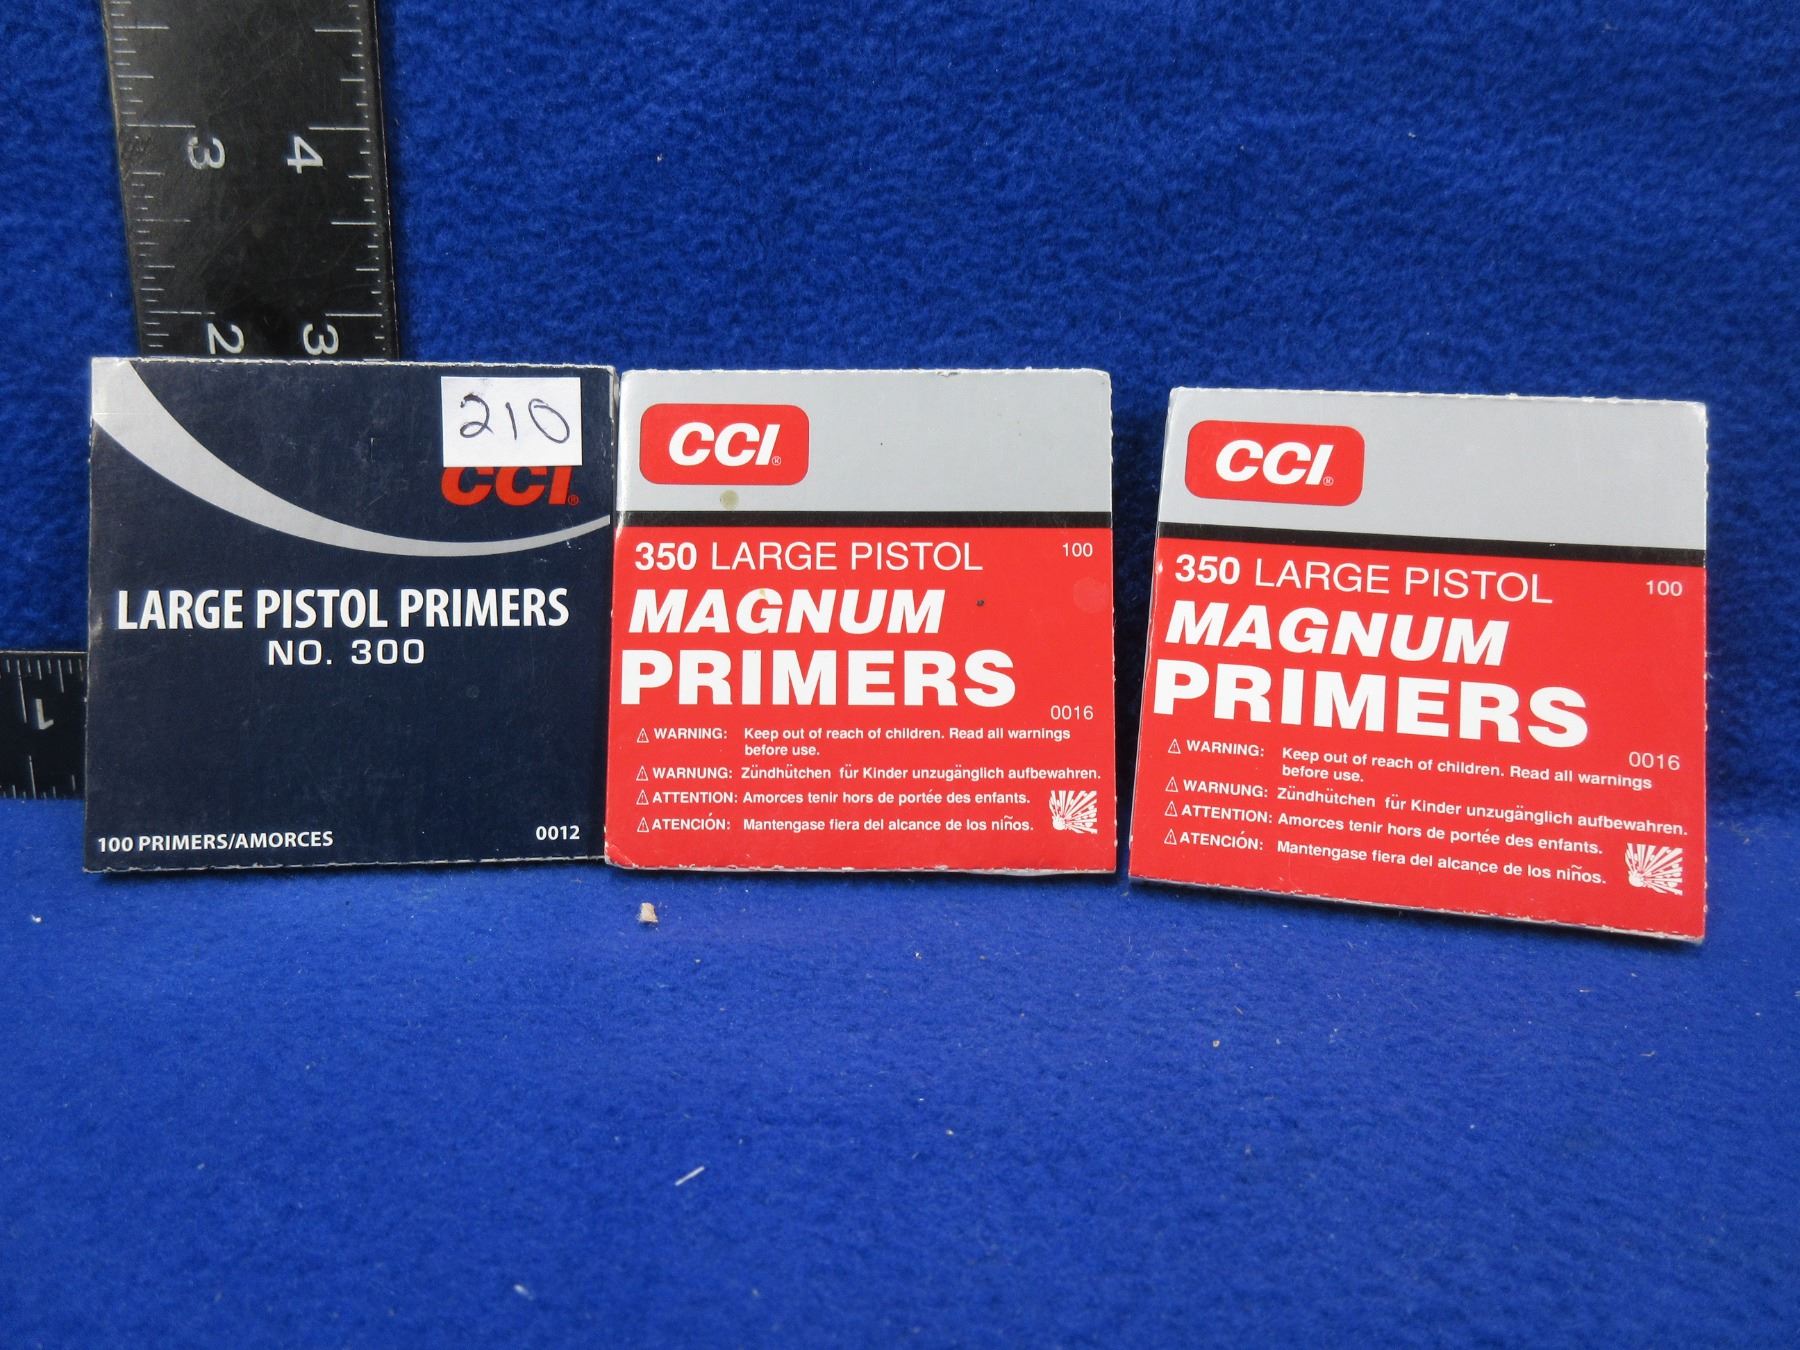 3 4
2 3
1
210
CCI®
LARGE PISTOL PRIMERS
NO. 300
100 PRIMERS/AMORCES 0012
CCI®
350 LARGE PISTOL 100
MAGNUM
PRIMERS
0016
⚠ WARNING: Keep out of reach of children. Read all warnings
before use.
⚠ WARNUNG: Zündhütchen für Kinder unzugänglich aufbewahren.
⚠ ATTENTION: Amorces tenir hors de portée des enfants.
⚠ ATENCIÓN: Mantengase fiera del alcance de los niños.
CCI®
350 LARGE PISTOL 100
MAGNUM
PRIMERS
0016
⚠ WARNING: Keep out of reach of children. Read all warnings
before use.
⚠ WARNUNG: Zündhütchen für Kinder unzugänglich aufbewahren.
⚠ ATTENTION: Amorces tenir hors de portée des enfants.
⚠ ATENCIÓN: Mantengase fiera del alcance de los niños.